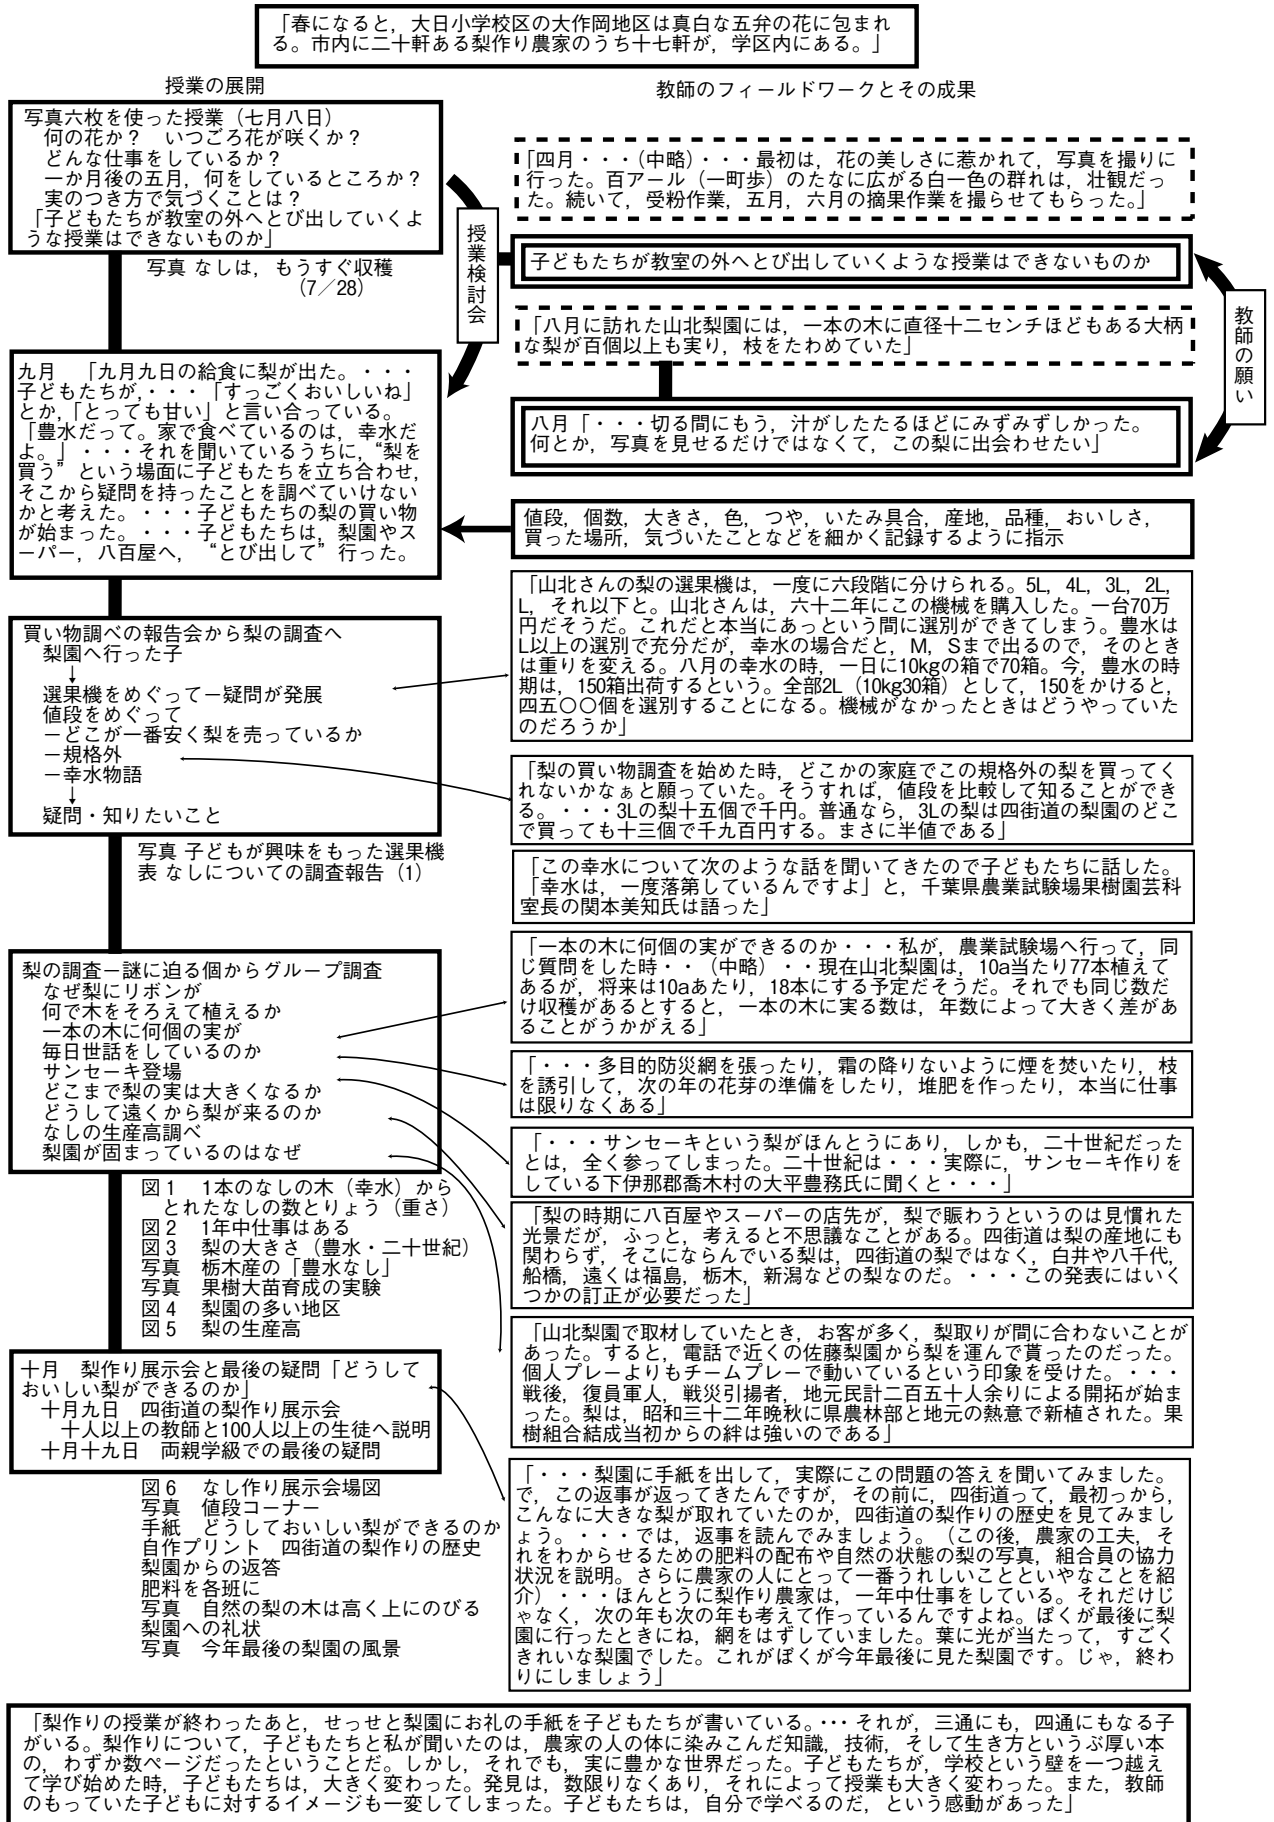 「春になると，大日小学校区の大作岡地区は真白な五弁の花に包まれ
る。市内に二十軒ある梨作り農家のうち十七軒が，学区内にある。」
授業の展開
教師のフィールドワークとその成果
写真六枚を使った授業（七月八日）
何の花か？　いつごろ花が咲くか？
どんな仕事をしているか？
一か月後の五月，何をしているところか？
実のつき方で気づくことは？
「子どもたちが教室の外へとび出していくよ
うな授業はできないものか」
写真 なしは，もうすぐ収穫
（7／28）
授業検討会
「四月・・・（中略）・・・最初は，花の美しさに惹かれて，写真を撮りに
行った。百アール（一町歩）のたなに広がる白一色の群れは，壮観だっ
た。続いて，受粉作業，五月，六月の摘果作業を撮らせてもらった。」
子どもたちが教室の外へとび出していくような授業はできないものか
「八月に訪れた山北梨園には，一本の木に直径十二センチほどもある大柄
な梨が百個以上も実り，枝をたわめていた」
教師の願い
八月「・・・切る間にもう，汁がしたたるほどにみずみずしかった。
何とか，写真を見せるだけではなくて，この梨に出会わせたい」
九月　「九月九日の給食に梨が出た。・・・
子どもたちが，・・・「すっごくおいしいね」
とか，「とっても甘い」と言い合っている。
「豊水だって。家で食べているのは，幸水だ
よ。」・・・それを聞いているうちに，“梨を
買う”という場面に子どもたちを立ち合わせ，
そこから疑問を持ったことを調べていけない
かと考えた。・・・子どもたちの梨の買い物
が始まった。・・・子どもたちは，梨園やス
ーパー，八百屋へ，“とび出して”行った。
値段，個数，大きさ，色，つや，いたみ具合，産地，品種，おいしさ，
買った場所，気づいたことなどを細かく記録するように指示
買い物調べの報告会から梨の調査へ
梨園へ行った子
↓
選果機をめぐって－疑問が発展
値段をめぐって
－どこが一番安く梨を売っているか
－規格外
－幸水物語
↓
疑問・知りたいこと
写真 子どもが興味をもった選果機
表 なしについての調査報告（1）
「山北さんの梨の選果機は，一度に六段階に分けられる。5L，4L，3L，2L，
L，それ以下と。山北さんは，六十二年にこの機械を購入した。一台70万
円だそうだ。これだと本当にあっという間に選別ができてしまう。豊水は
L以上の選別で充分だが，幸水の場合だと，M，Sまで出るので，そのとき
は重りを変える。八月の幸水の時，一日に10kgの箱で70箱。今，豊水の時
期は，150箱出荷するという。全部2L（10kg30箱）として，150をかけると，
四五〇〇個を選別することになる。機械がなかったときはどうやっていた
のだろうか」
「梨の買い物調査を始めた時，どこかの家庭でこの規格外の梨を買ってく
れないかなぁと願っていた。そうすれば，値段を比較して知ることができ
る。・・・3Lの梨十五個で千円。普通なら，3Lの梨は四街道の梨園のどこ
で買っても十三個で千九百円する。まさに半値である」
「この幸水について次のような話を聞いてきたので子どもたちに話した。
「幸水は，一度落第しているんですよ」と，千葉県農業試験場果樹園芸科
室長の関本美知氏は語った」
梨の調査－謎に迫る個からグループ調査
なぜ梨にリボンが
何で木をそろえて植えるか
一本の木に何個の実が
毎日世話をしているのか
サンセーキ登場
どこまで梨の実は大きくなるか
どうして遠くから梨が来るのか
なしの生産高調べ
梨園が固まっているのはなぜ
図1　1本のなしの木（幸水）から
とれたなしの数とりょう（重さ）
図2　1年中仕事はある
図3　梨の大きさ（豊水・二十世紀）
写真　栃木産の「豊水なし」
写真　果樹大苗育成の実験
図4　梨園の多い地区
図5　梨の生産高
「一本の木に何個の実ができるのか・・・私が，農業試験場へ行って，同
じ質問をした時・・（中略）・・現在山北梨園は，10a当たり77本植えて
あるが，将来は10aあたり，18本にする予定だそうだ。それでも同じ数だ
け収穫があるとすると，一本の木に実る数は，年数によって大きく差があ
ることがうかがえる」
「・・・多目的防災網を張ったり，霜の降りないように煙を焚いたり，枝
を誘引して，次の年の花芽の準備をしたり，堆肥を作ったり，本当に仕事
は限りなくある」
「・・・サンセーキという梨がほんとうにあり，しかも，二十世紀だった
とは，全く参ってしまった。二十世紀は・・・実際に，サンセーキ作りを
している下伊那郡喬木村の大平豊務氏に聞くと・・・」
「梨の時期に八百屋やスーパーの店先が，梨で賑わうというのは見慣れた
光景だが，ふっと，考えると不思議なことがある。四街道は梨の産地にも
関わらず，そこにならんでいる梨は，四街道の梨ではなく，白井や八千代，
船橋，遠くは福島，栃木，新潟などの梨なのだ。・・・この発表にはいく
つかの訂正が必要だった」
「山北梨園で取材していたとき，お客が多く，梨取りが間に合わないことが
あった。すると，電話で近くの佐藤梨園から梨を運んで貰ったのだった。
個人プレーよりもチームプレーで動いているという印象を受けた。・・・
戦後，復員軍人，戦災引揚者，地元民計二百五十人余りによる開拓が始ま
った。梨は，昭和三十二年晩秋に県農林部と地元の熱意で新植された。果
樹組合結成当初からの絆は強いのである」
十月　梨作り展示会と最後の疑問「どうして
おいしい梨ができるのか」
十月九日　四街道の梨作り展示会
十人以上の教師と100人以上の生徒へ説明
十月十九日　両親学級での最後の疑問
図6　なし作り展示会場図
写真　値段コーナー
手紙　どうしておいしい梨ができるのか
自作プリント　四街道の梨作りの歴史
梨園からの返答
肥料を各班に
写真　自然の梨の木は高く上にのびる
梨園への礼状
写真　今年最後の梨園の風景
「・・・梨園に手紙を出して，実際にこの問題の答えを聞いてみました。
で，この返事が返ってきたんですが，その前に，四街道って，最初っから，
こんなに大きな梨が取れていたのか，四街道の梨作りの歴史を見てみまし
ょう。・・・では，返事を読んでみましょう。（この後，農家の工夫，そ
れをわからせるための肥料の配布や自然の状態の梨の写真，組合員の協力
状況を説明。さらに農家の人にとって一番うれしいことといやなことを紹
介）・・・ほんとうに梨作り農家は，一年中仕事をしている。それだけじ
ゃなく，次の年も次の年も考えて作っているんですよね。ぼくが最後に梨
園に行ったときにね，網をはずしていました。葉に光が当たって，すごく
きれいな梨園でした。これがぼくが今年最後に見た梨園です。じゃ，終わ
りにしましょう」
「梨作りの授業が終わったあと，せっせと梨園にお礼の手紙を子どもたちが書いている。・・・それが，三通にも，四通にもなる子
がいる。梨作りについて，子どもたちと私が聞いたのは，農家の人の体に染みこんだ知識，技術，そして生き方というぶ厚い本
の，わずか数ページだったということだ。しかし，それでも，実に豊かな世界だった。子どもたちが，学校という壁を一つ越え
て学び始めた時，子どもたちは，大きく変わった。発見は，数限りなくあり，それによって授業も大きく変わった。また，教師
のもっていた子どもに対するイメージも一変してしまった。子どもたちは，自分で学べるのだ，という感動があった」